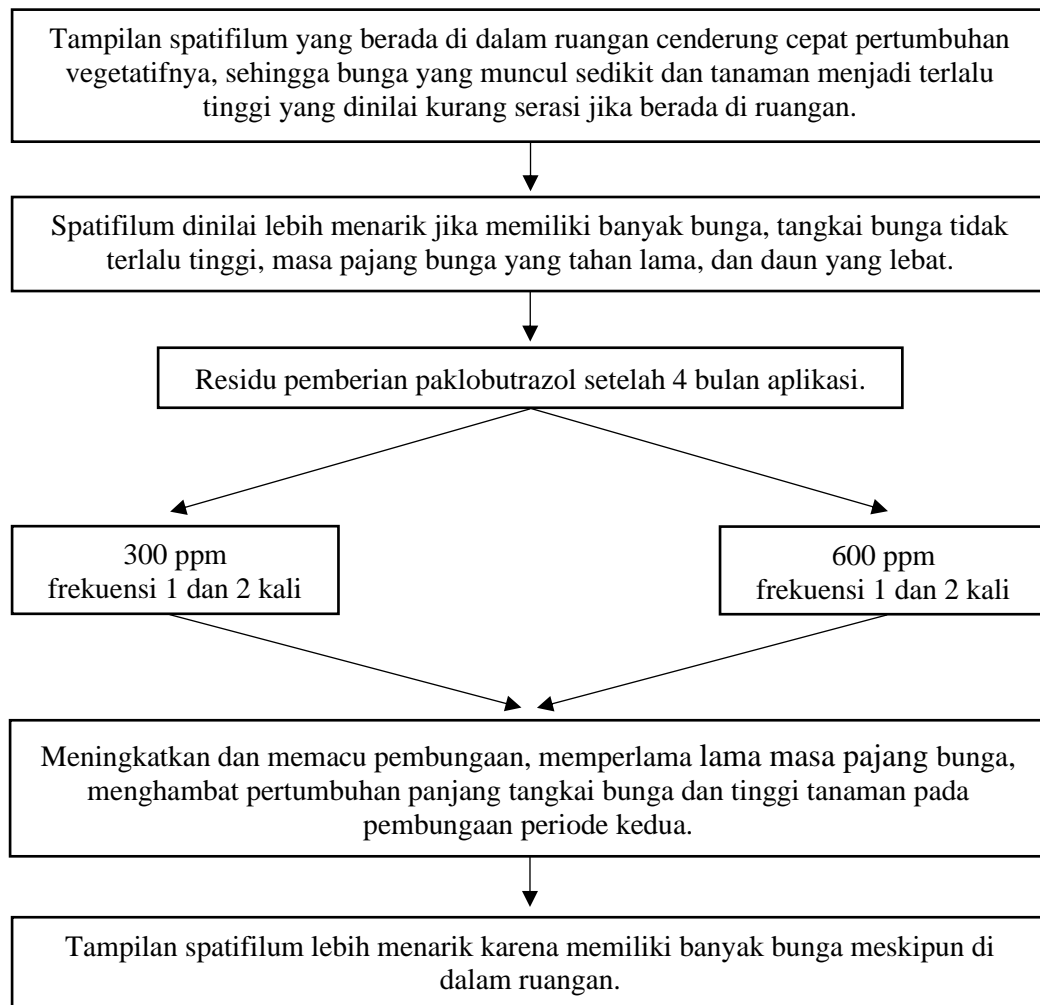 Tampilan spatifilum yang berada di dalam ruangan cenderung cepat pertumbuhan
vegetatifnya, sehingga bunga yang muncul sedikit dan tanaman menjadi terlalu
tinggi yang dinilai kurang serasi jika berada di ruangan.
Spatifilum dinilai lebih menarik jika memiliki banyak bunga, tangkai bunga tidak
terlalu tinggi, masa pajang bunga yang tahan lama, dan daun yang lebat.
Residu pemberian paklobutrazol setelah 4 bulan aplikasi.
300 ppm
frekuensi 1 dan 2 kali
600 ppm
frekuensi 1 dan 2 kali
Meningkatkan dan memacu pembungaan, memperlama lama masa pajang bunga,
menghambat pertumbuhan panjang tangkai bunga dan tinggi tanaman pada
pembungaan periode kedua.
Tampilan spatifilum lebih menarik karena memiliki banyak bunga meskipun di
dalam ruangan.